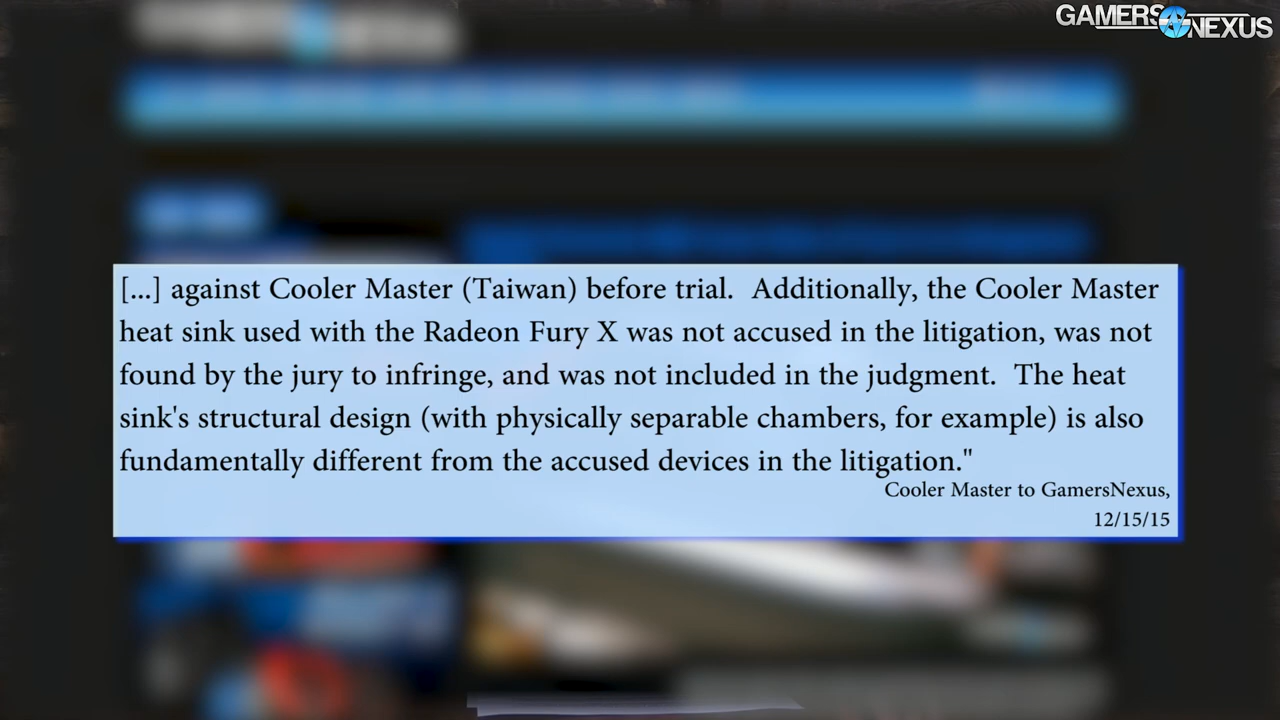 GAMERS NEXUS
[...] against Cooler Master (Taiwan) before trial.  Additionally, the Cooler Master
heat sink used with the Radeon Fury X was not accused in the litigation, was not
found by the jury to infringe, and was not included in the judgment.  The heat
sink's structural design (with physically separable chambers, for example) is also
fundamentally different from the accused devices in the litigation."
Cooler Master to GamersNexus,
12/15/15